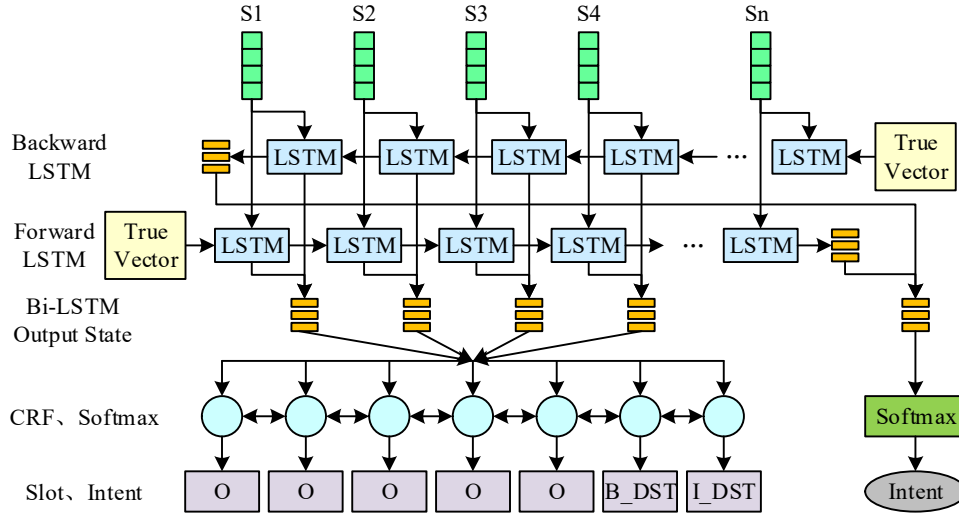 S1 S2 S3 S4 Sn
Backward
LSTM
LSTM LSTM LSTM LSTM ... LSTM
True
Vector
Forward
LSTM
True
Vector
LSTM LSTM LSTM LSTM ... LSTM
Bi-LSTM
Output State
CRF、Softmax
Softmax
Slot、Intent
O O O O O B_DST I_DST
Intent